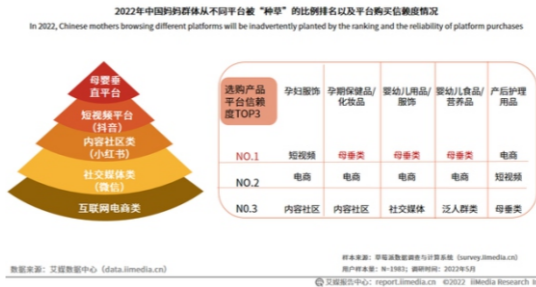 2022年中国妈妈群体从不同平台被“种草”的比例排名以及平台购买信赖度情况
In 2022, Chinese mothers browsing different platforms will be inadvertently planted by the ranking and the reliability of platform purchases
母婴垂
直平台
短视频平台
(抖音)
内容社区类
(小红书)
社交媒体类
(微信)
互联网电商类
选购产品
平台信赖
度TOP3
孕妇服饰
孕期保健品/
化妆品
婴幼儿用品/
服饰
婴幼儿食品/
营养品
产后护理
用品
NO.1 短视频 母垂类 母垂类 母垂类 电商
NO.2 电商 电商 电商 电商 短视频
N0.3 内容社区 内容社区 社交媒体 泛人群类 母垂类
样本来源：草莓派数据调查与计算系统（survey.iimedia.cn）
用户样本量：N=1983；调研时间：2022年5月
数据来源：艾媒数据中心（data.iimedia.cn）
艾媒报告中心：report.iimedia.cn ©2022 iiMedia Research In